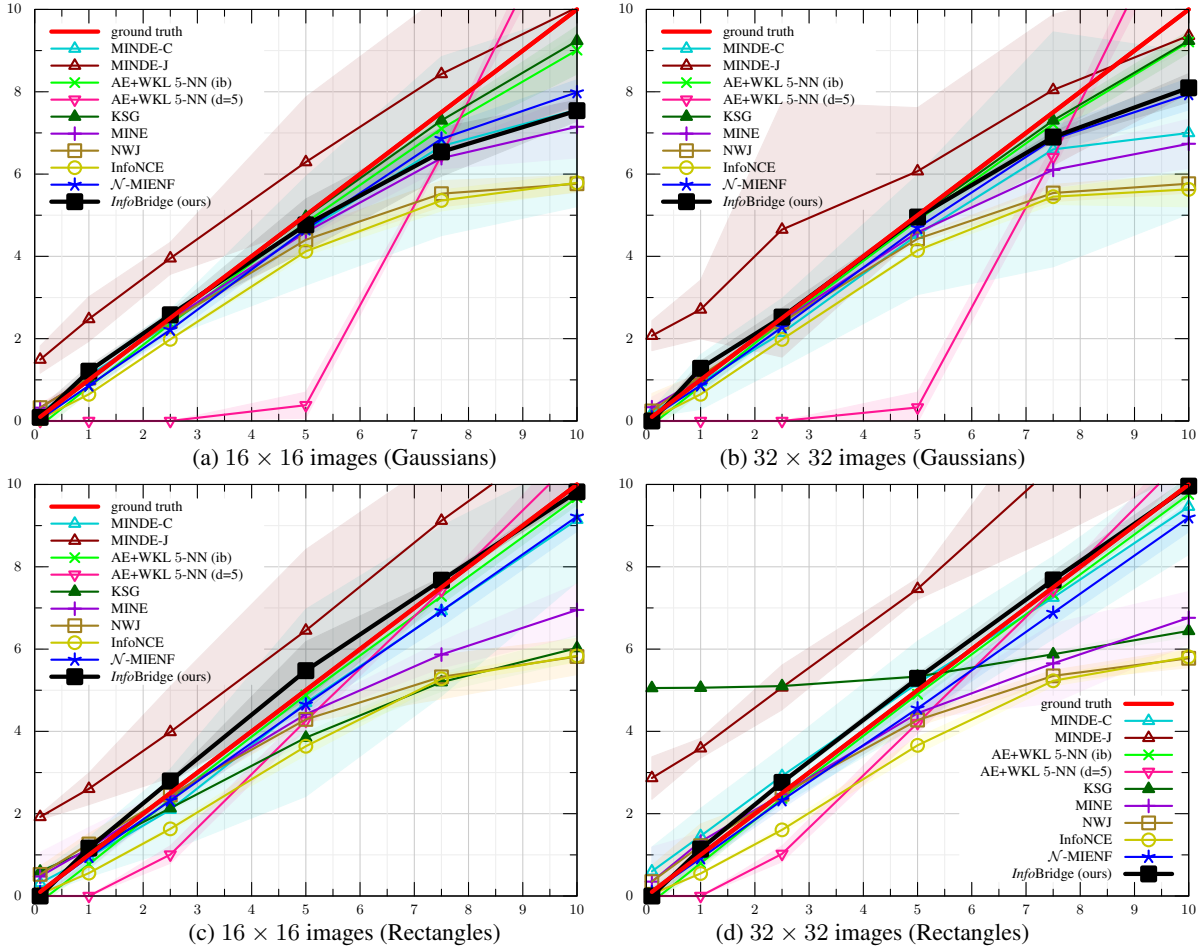 10
8
6
4
2
0
ground truth
MINDE-C
MINDE-J
AE+WKL 5-NN (ib)
AE+WKL 5-NN (d=5)
KSG
MINE
NWJ
InfoNCE
𝒩-MIENF
InfoBridge (ours)
0 1 2 3 4 5 6 7 8 9 10
(a) 16 × 16 images (Gaussians)
10
8
6
4
2
0
ground truth
MINDE-C
MINDE-J
AE+WKL 5-NN (ib)
AE+WKL 5-NN (d=5)
KSG
MINE
NWJ
InfoNCE
𝒩-MIENF
InfoBridge (ours)
0 1 2 3 4 5 6 7 8 9 10
(b) 32 × 32 images (Gaussians)
10
8
6
4
2
0
ground truth
MINDE-C
MINDE-J
AE+WKL 5-NN (ib)
AE+WKL 5-NN (d=5)
KSG
MINE
NWJ
InfoNCE
𝒩-MIENF
InfoBridge (ours)
0 1 2 3 4 5 6 7 8 9 10
(c) 16 × 16 images (Rectangles)
10
8
6
4
2
0
ground truth
MINDE-C
MINDE-J
AE+WKL 5-NN (ib)
AE+WKL 5-NN (d=5)
KSG
MINE
NWJ
InfoNCE
𝒩-MIENF
InfoBridge (ours)
0 1 2 3 4 5 6 7 8 9 10
(d) 32 × 32 images (Rectangles)